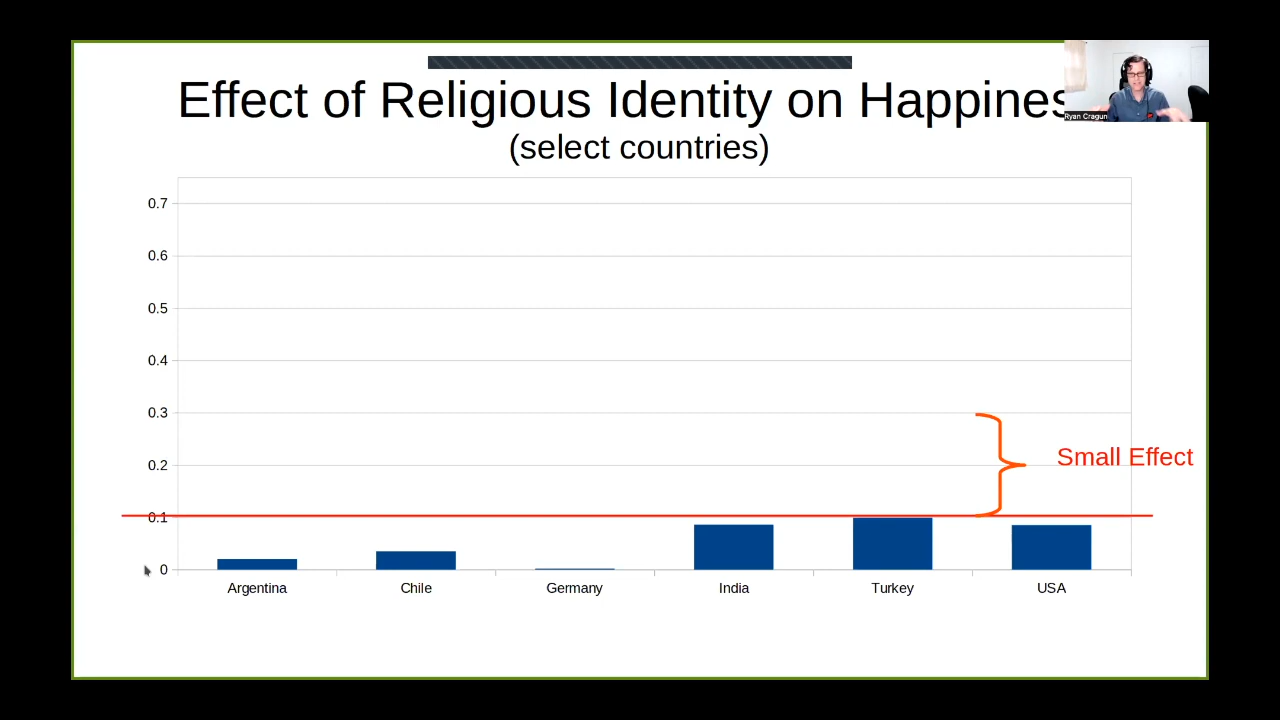 Effect of Religious Identity on Happines
(select countries)
Ryan Cragun
0.7
0.6
0.5
0.4
0.3
0.2
0.1
0
Small Effect
Argentina Chile Germany India Turkey USA